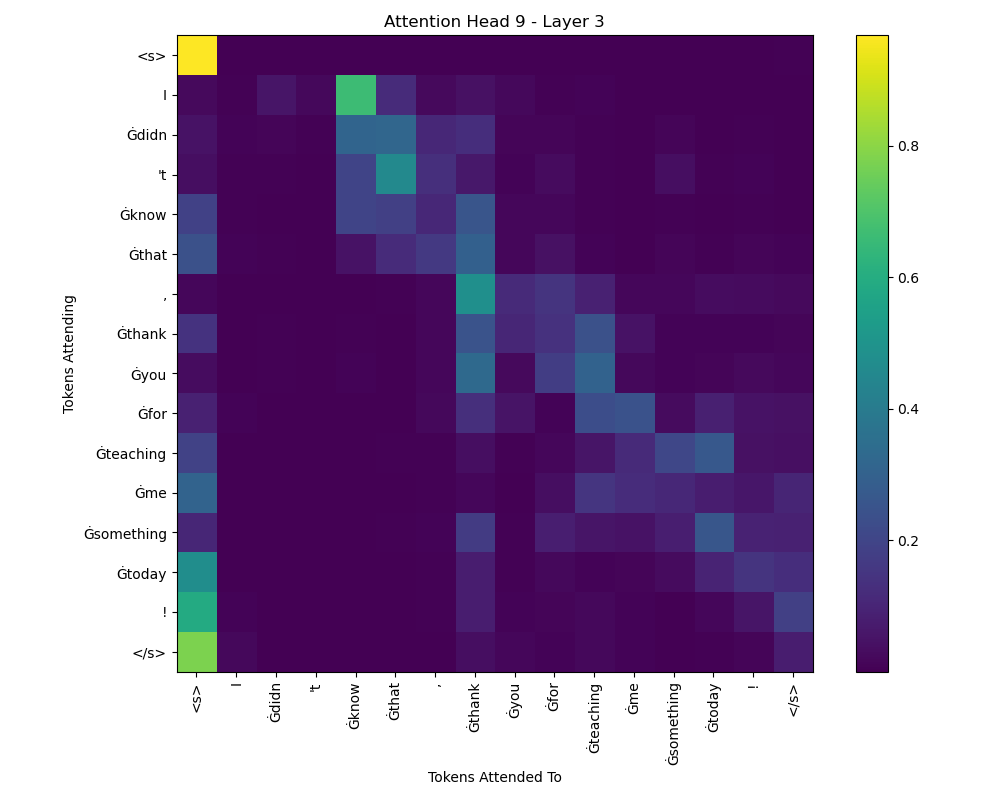 Attention Head 9 - Layer 3
Tokens Attending
<s>
I
Ġdidn
't
Ġknow
Ġthat
,
Ġthank
Ġyou
Ġfor
Ġteaching
Ġme
Ġsomething
Ġtoday
!
</s>
<s>
I
Ġdidn
't
Ġknow
Ġthat
,
Ġthank
Ġyou
Ġfor
Ġteaching
Ġme
Ġsomething
Ġtoday
!
</s>
Tokens Attended To
0.8
0.6
0.4
0.2